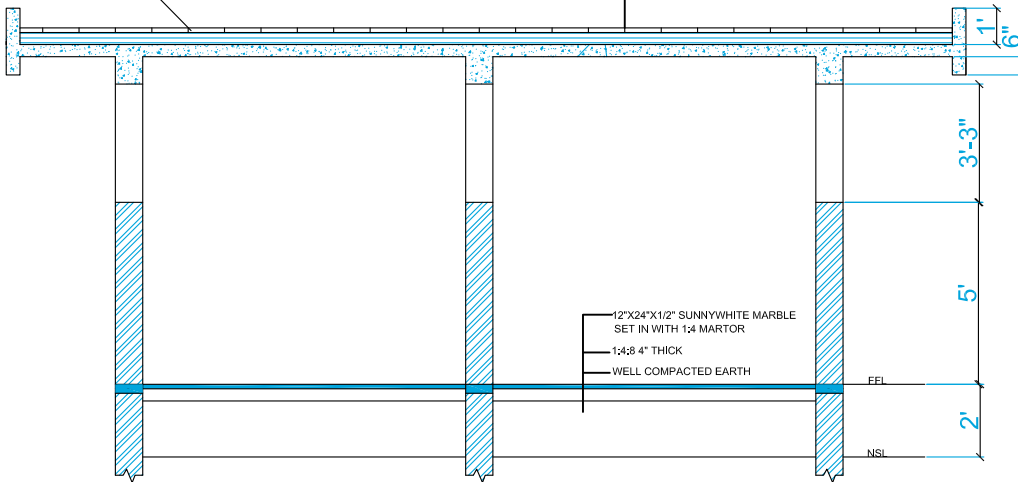 1'
6"
3'-3"
5'
12"X24"X1/2" SUNNYWHITE MARBLE
SET IN WITH 1:4 MARTOR
1:4:8 4" THICK
WELL COMPACTED EARTH
FFL
2'
NSL